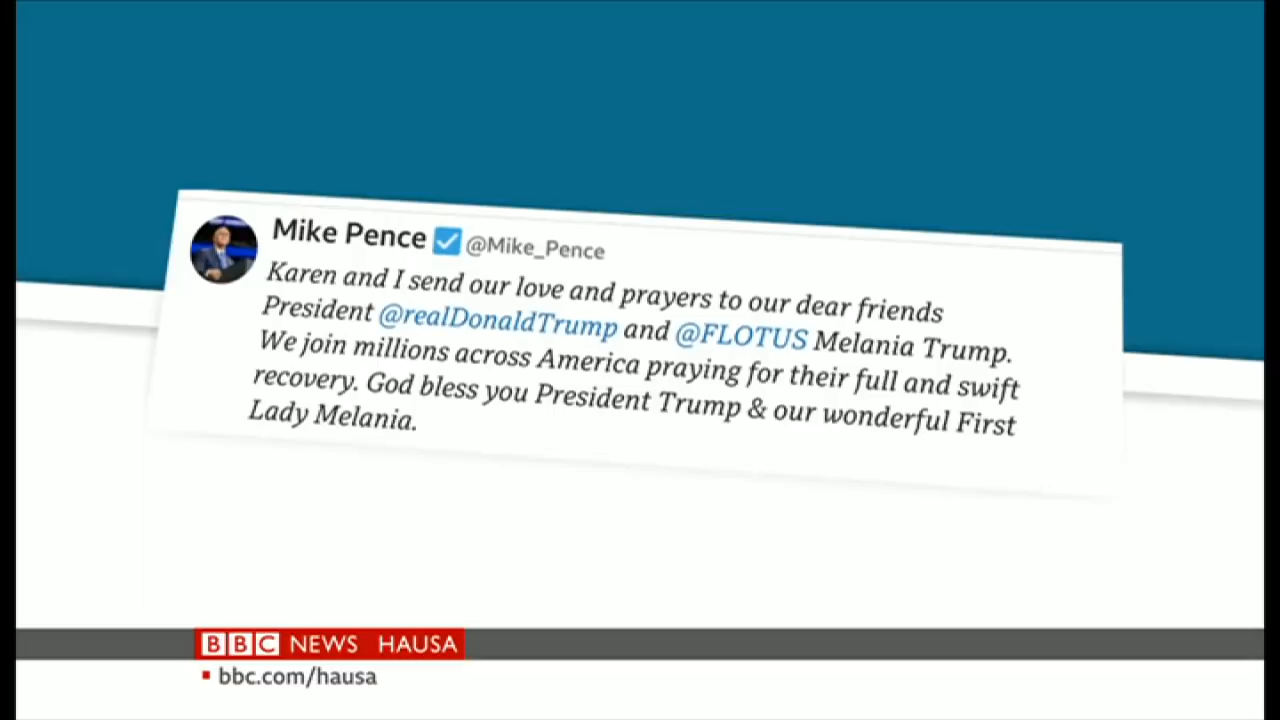 Mike Pence @Mike_Pence
Karen and I send our love and prayers to our dear friends
President @realDonaldTrump and @FLOTUS Melania Trump.
We join millions across America praying for their full and swift
recovery. God bless you President Trump & our wonderful First
Lady Melania.
BBC NEWS HAUSA
bbc.com/hausa